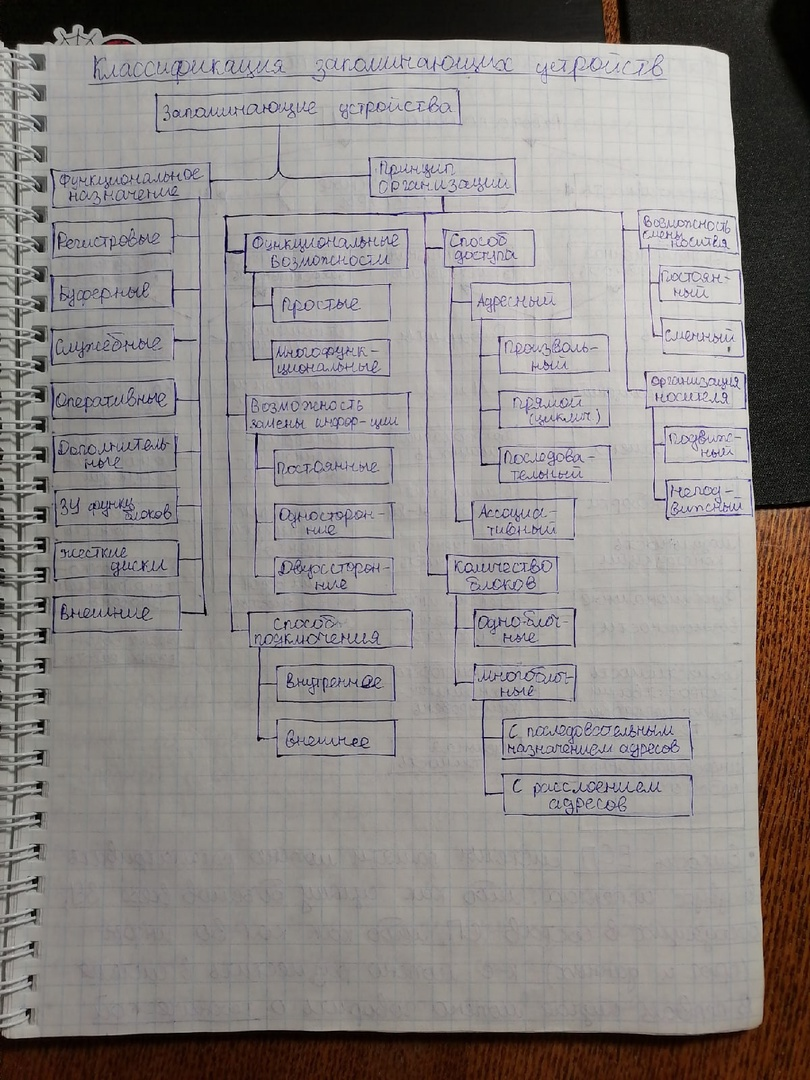 Классификация запоминающих устройств
Запоминающие устройства
Функциональное
назначение
Регистровые
Буферные
Служебные
Оперативные
Дополнитель-
ные
ЗУ функц.
блоков
Жесткие
диски
Внешние
Принцип
организации
Функциональные
возможности
Простые
Многофунк-
циональные
Возможность
замены инфор-ции
Постоянные
Односторон-
ние
Двухсторон-
ние
Способ
подключения
Внутреннее
Внешнее
Способ
доступа
Адресный
Произволь-
ный
Прямой
(циклич)
Последова-
тельный
Ассоциа-
тивный
Количество
блоков
Одноблоч-
ные
Многоблоч-
ные
С последовательным
назначением адресов
С расслоением
адресов
Возможность
смены
носителя
Постоян-
ный
Сменный
Организация
носителя
Подвиж-
ный
Непод-
вижный